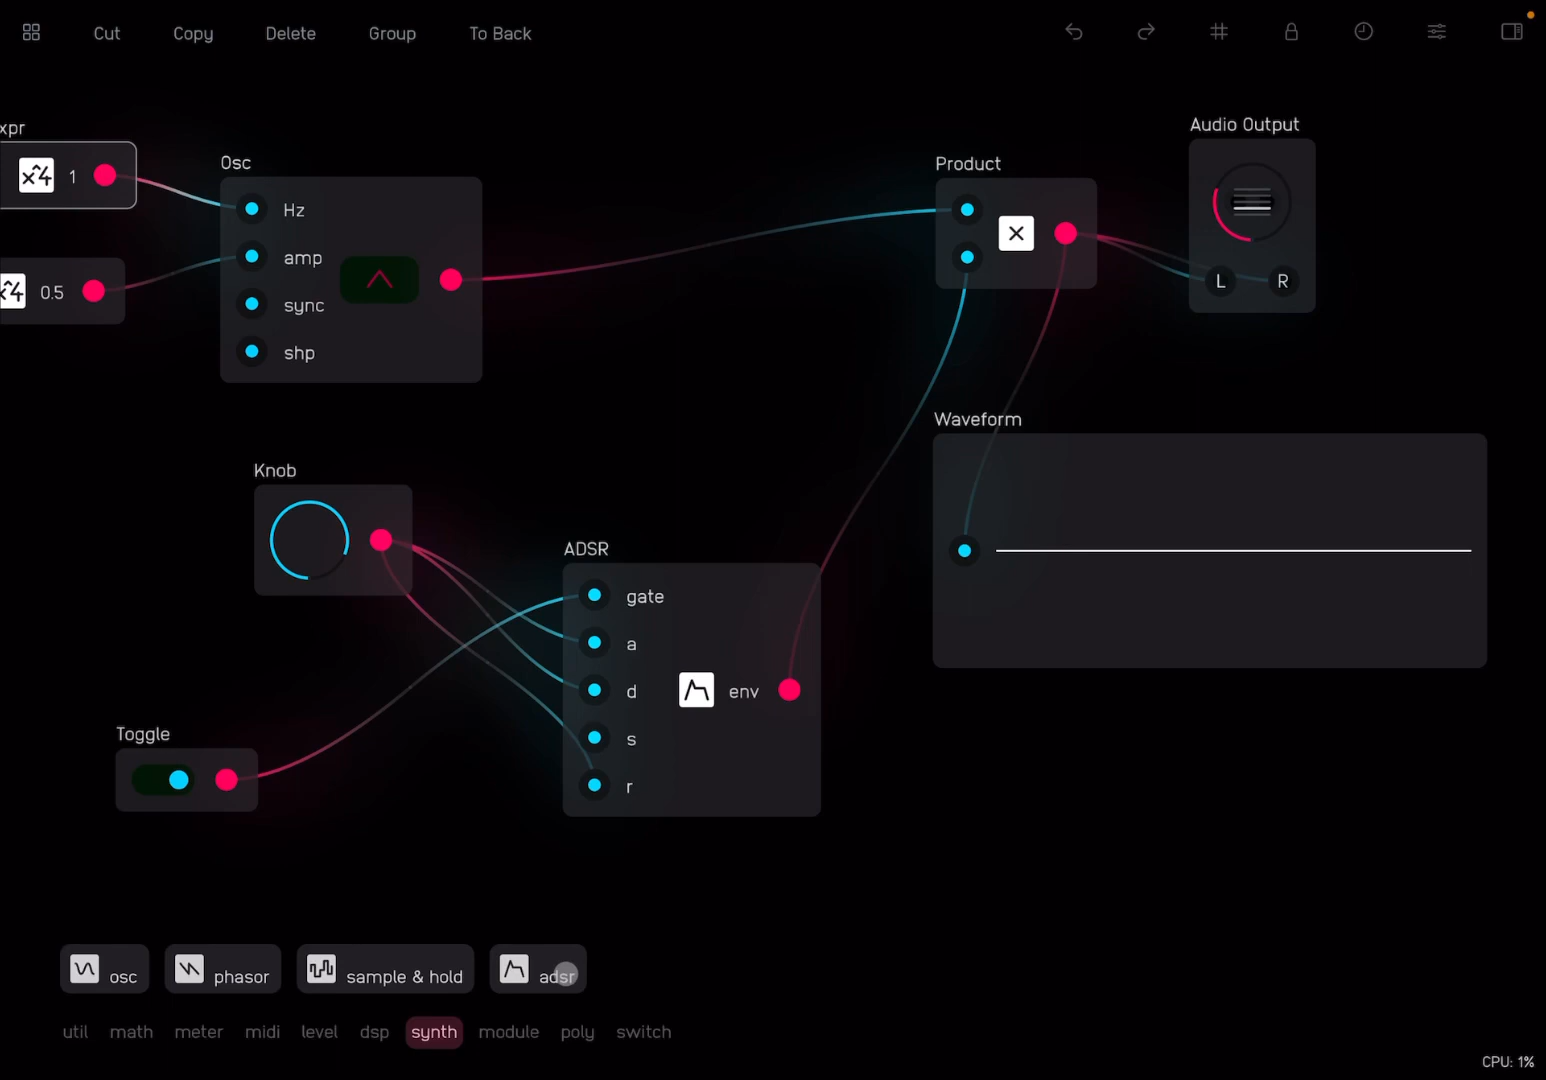 Cut Copy Delete Group To Back
xpr
1
0.5
Osc
Hz
amp
sync
shp
Product
Audio Output
L R
Waveform
Knob
ADSR
gate
a
d
s
r
env
Toggle
osc phasor sample & hold adsr
util math meter midi level dsp synth module poly switch
CPU: 1%